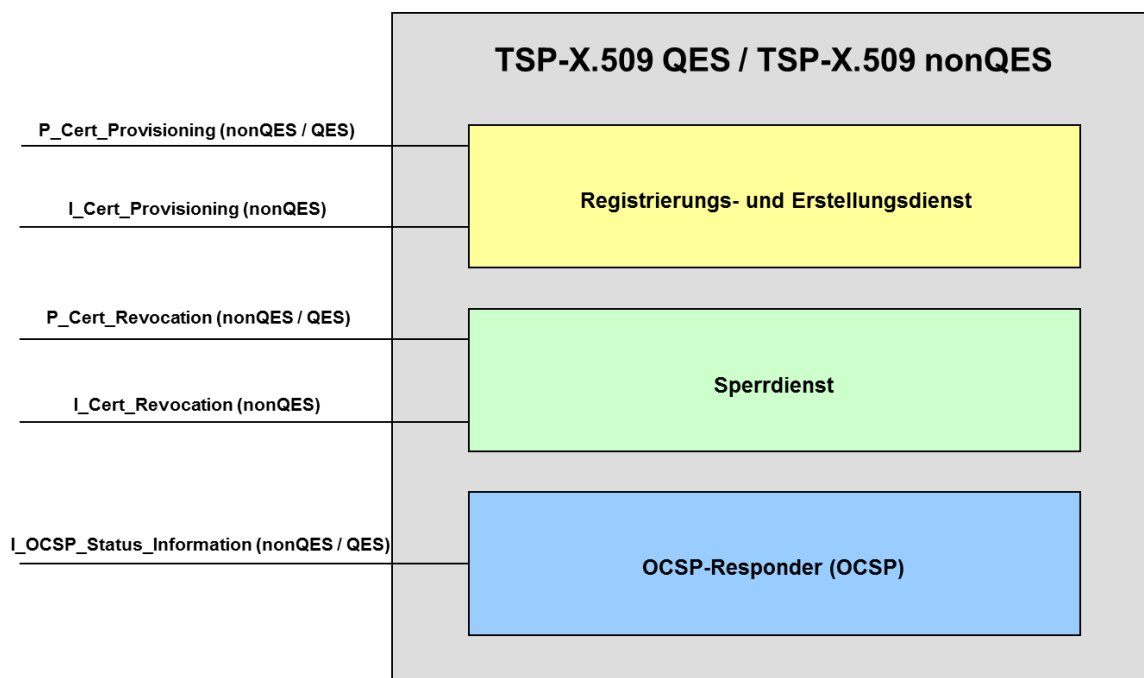 TSP-X.509 QES / TSP-X.509 nonQES
P_Cert_Provisioning (nonQES / QES)
I_Cert_Provisioning (nonQES)
Registrierungs- und Erstellungsdienst
P_Cert_Revocation (nonQES / QES)
I_Cert_Revocation (nonQES)
Sperrdienst
I_OCSP_Status_Information (nonQES / QES)
OCSP-Responder (OCSP)